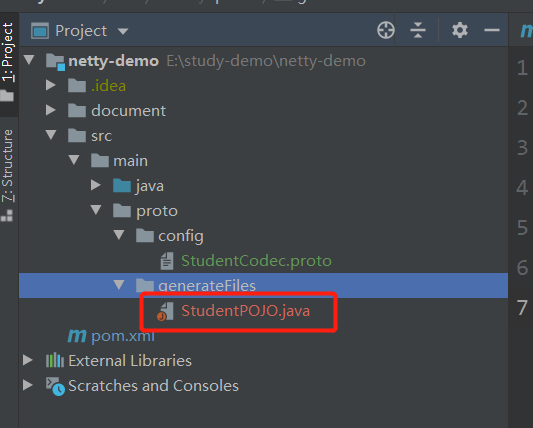 Project
netty-demo E:\study-demo\netty-demo
.idea
document
src
main
java
proto
config
StudentCodec.proto
generateFiles
StudentPOJO.java
pom.xml
External Libraries
Scratches and Consoles
1: Project
7: Structure
1
2
3
4
5
6
7